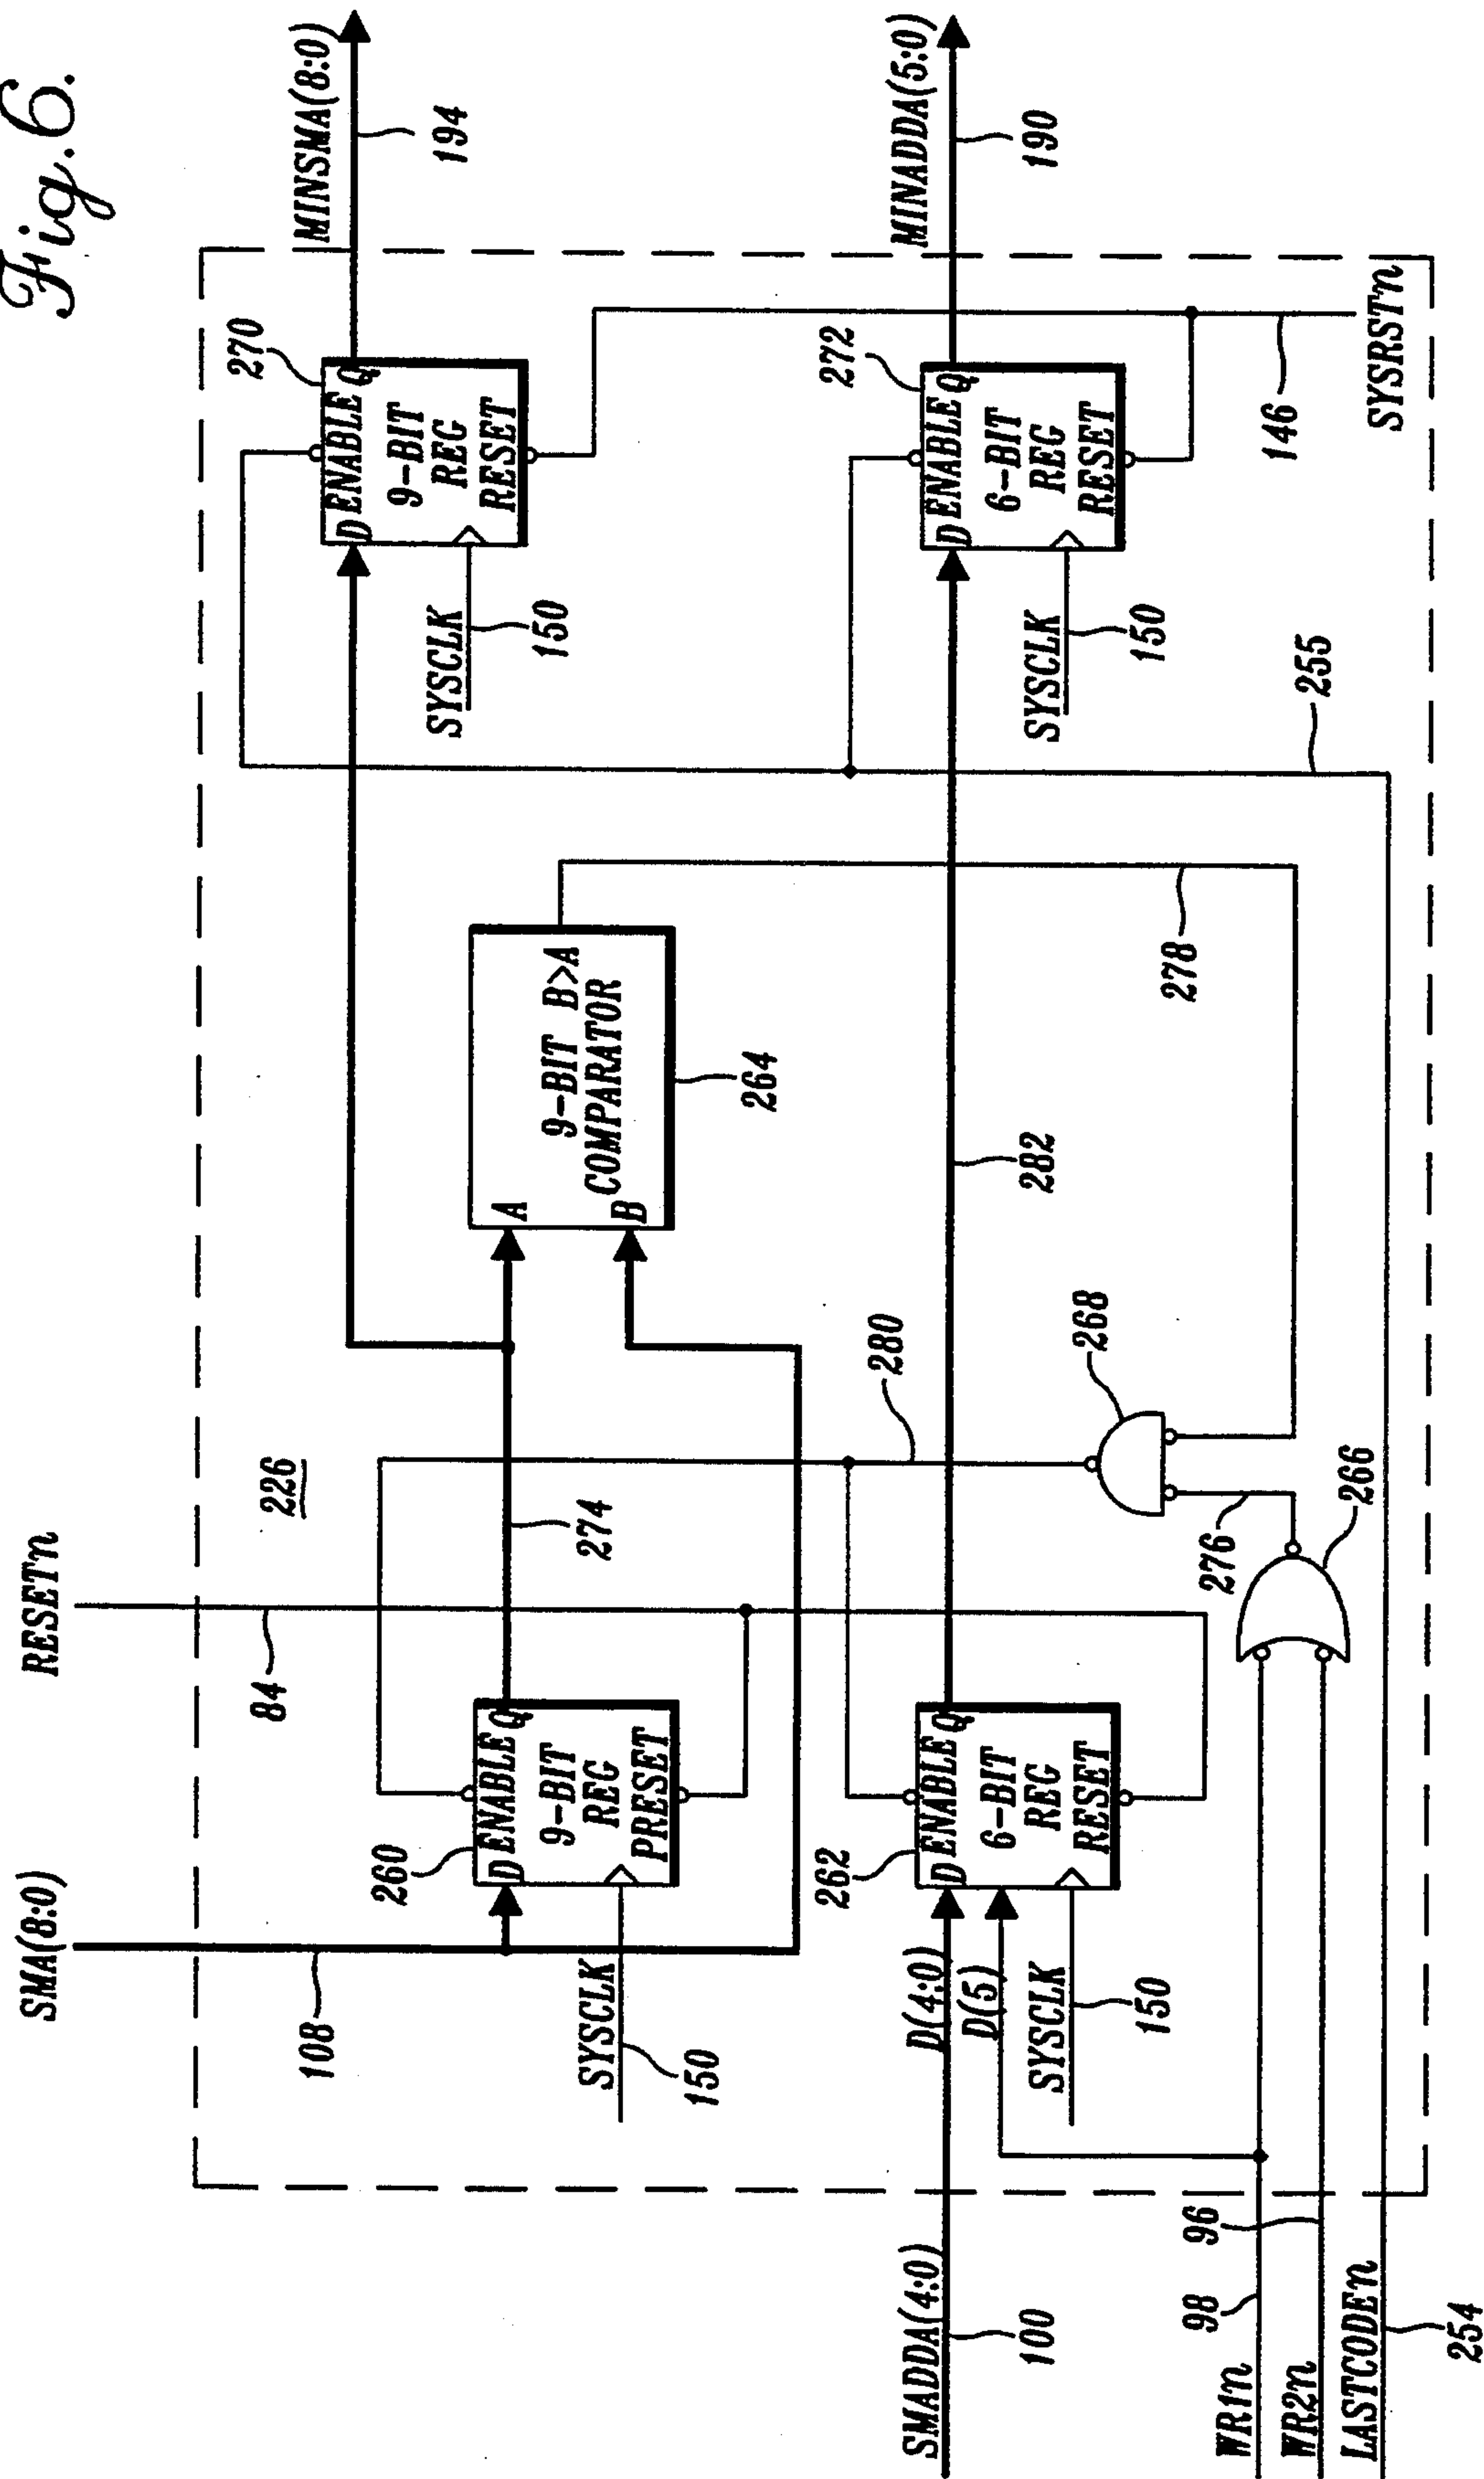 Fig. 6.
RESETn
SMA(8:0)
84
108
226
MINSMA(8:0)
194
270
D ENABLE Q
9-BIT
REG
RESET
SYSCLK
150
260
D ENABLE Q
9-BIT
REG
PRESET
SYSCLK
150
274
A
B
9-BIT B>A
COMPARATOR
264
280
MINADDA(5:0)
190
272
D ENABLE Q
6-BIT
REG
RESET
SYSCLK
150
262
D ENABLE Q
6-BIT
REG
RESET
D(4:0)
D(5)
SYSCLK
150
282
278
268
276
266
255
146
SYSRSTn
SMADDA(4:0)
100
WR1n
98
WR2n
96
LASTCODEn
254